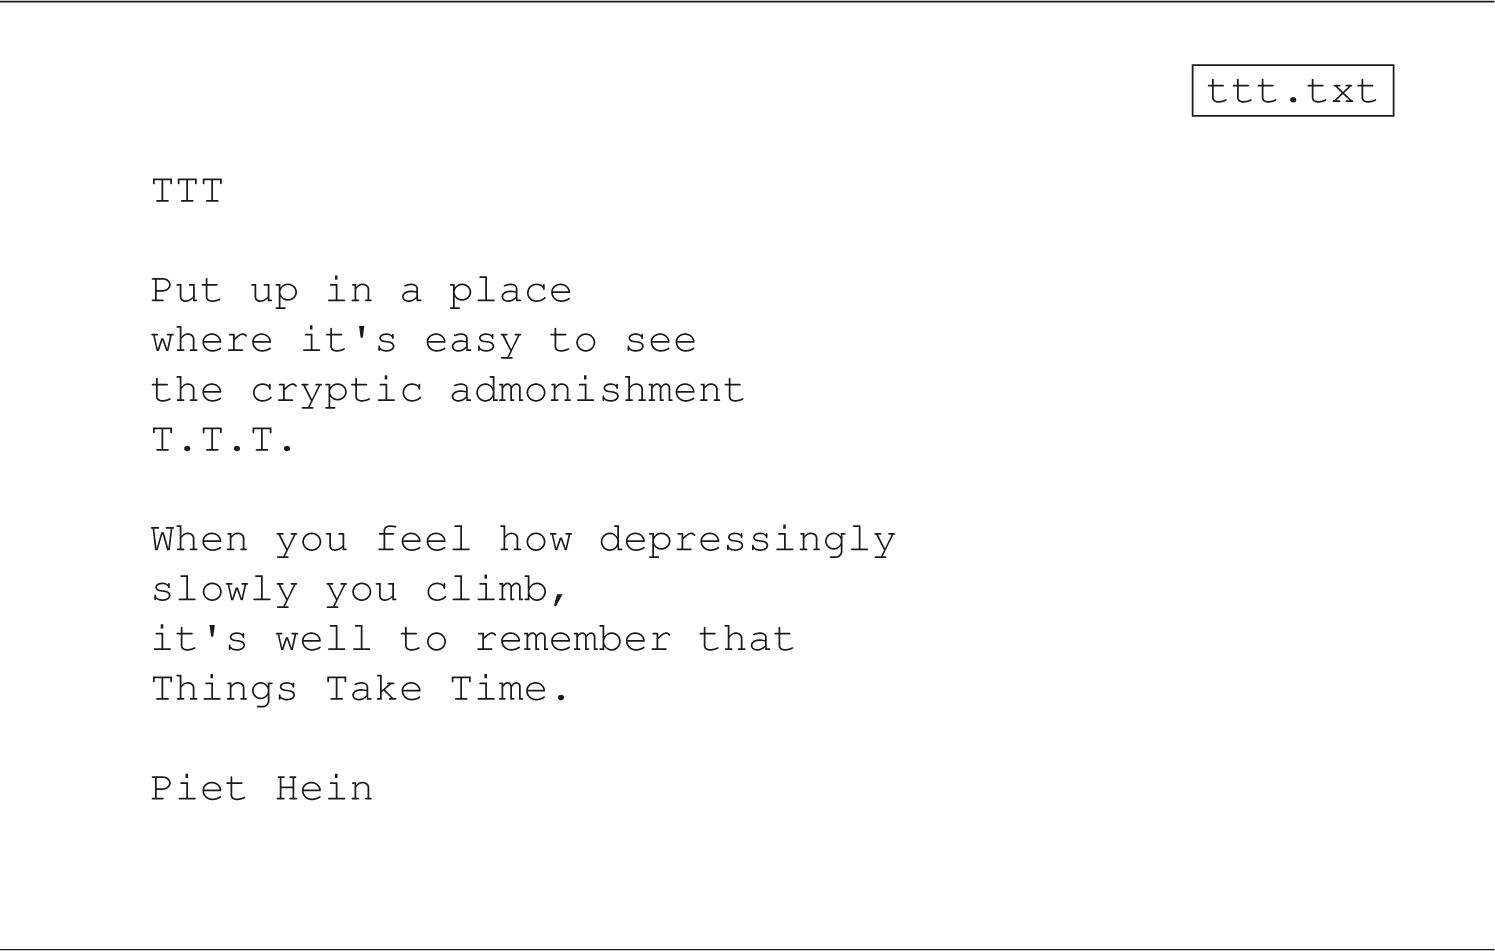 ttt.txt
TTT
Put up in a place
where it's easy to see
the cryptic admonishment
T.T.T.
When you feel how depressingly
slowly you climb,
it's well to remember that
Things Take Time.
Piet Hein